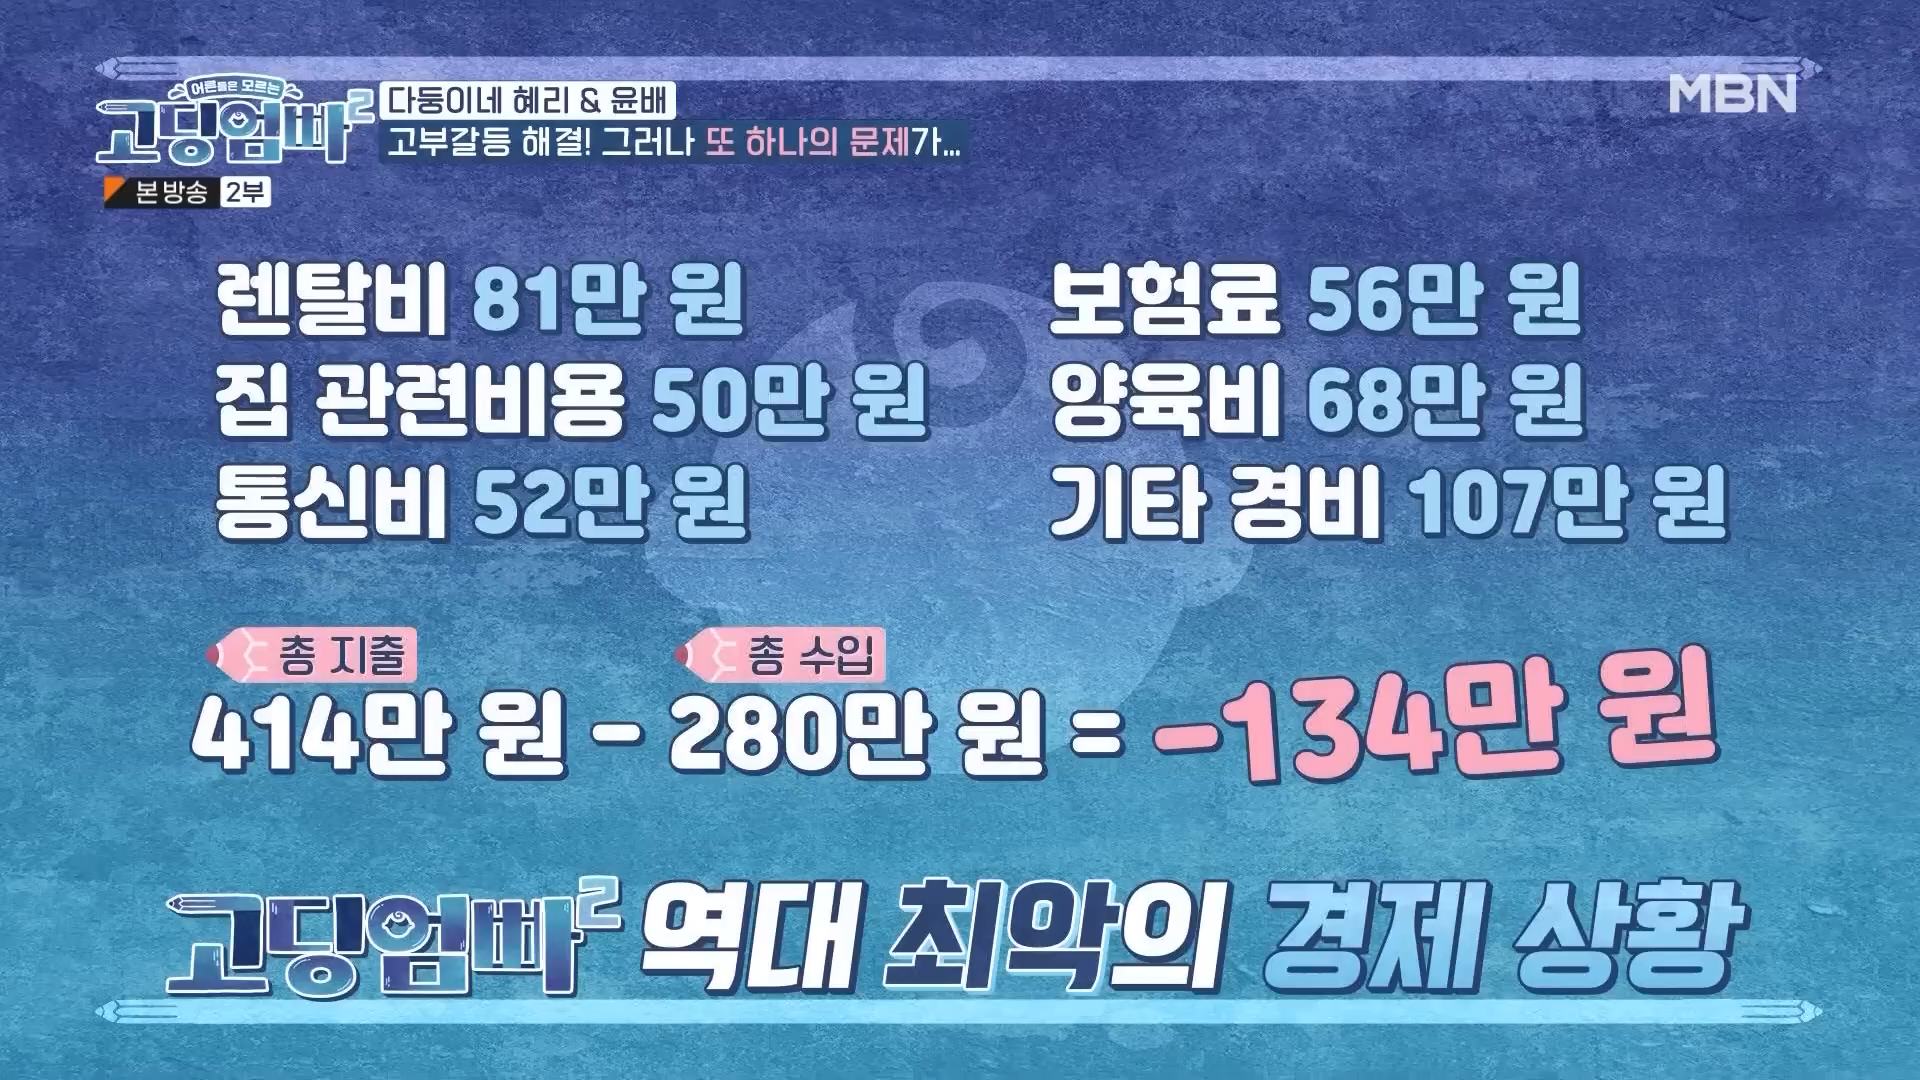 어른들은 모르는
고딩엄빠2
다둥이네 혜리 & 윤배
고부갈등 해결! 그러나 또 하나의 문제가...
MBN
본방송 2부
렌탈비 81만 원
보험료 56만 원
집 관련비용 50만 원
양육비 68만 원
통신비 52만 원
기타 경비 107만 원
총 지출
총 수입
414만 원 - 280만 원 = -134만 원
고딩엄빠2 역대 최악의 경제 상황